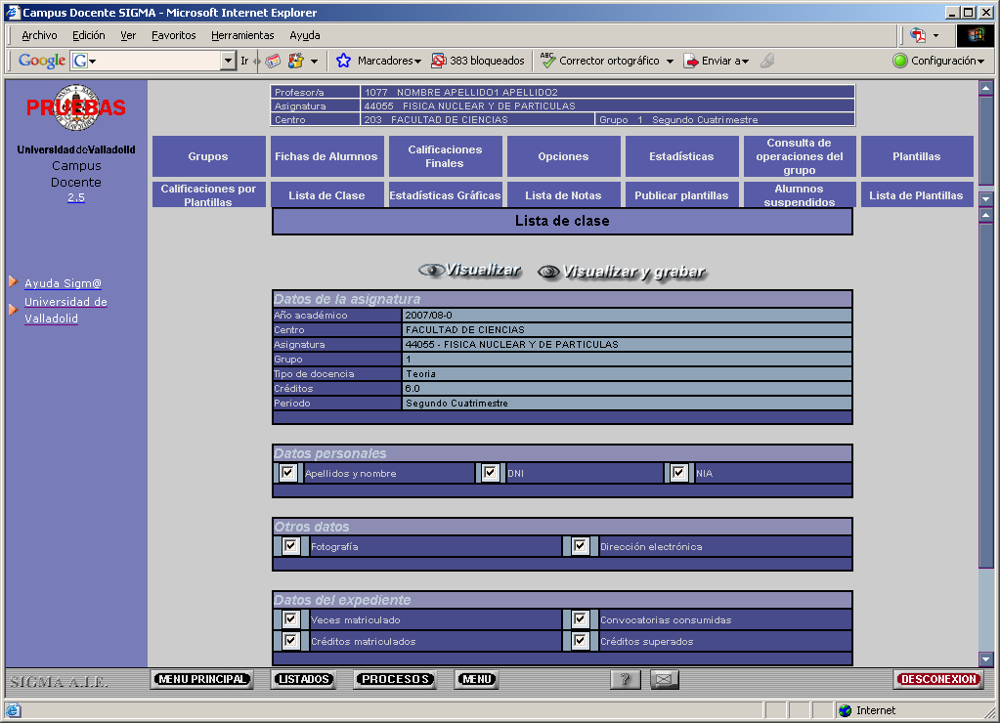 Campus Docente SIGMA - Microsoft Internet Explorer
Archivo Edición Ver Favoritos Herramientas Ayuda
Google G Ir Marcadores 383 bloqueados ABC Corrector ortográfico Enviar a Configuración
PRUEBAS
Universidad de Valladolid
Campus
Docente
2.5
Ayuda Sigm@
Universidad de
Valladolid
Profesor/a 1077 NOMBRE APELLIDO1 APELLIDO2
Asignatura 44055 FISICA NUCLEAR Y DE PARTICULAS
Centro 203 FACULTAD DE CIENCIAS Grupo 1 Segundo Cuatrimestre
Grupos
Fichas de Alumnos
Calificaciones
Finales
Opciones
Estadísticas
Consulta de
operaciones del
grupo
Plantillas
Calificaciones por
Plantillas
Lista de Clase
Estadísticas Gráficas
Lista de Notas
Publicar plantillas
Alumnos
suspendidos
Lista de Plantillas
Lista de clase
Visualizar Visualizar y grabar
Datos de la asignatura
Año académico 2007/08-0
Centro FACULTAD DE CIENCIAS
Asignatura 44055 - FISICA NUCLEAR Y DE PARTICULAS
Grupo 1
Tipo de docencia Teoria
Créditos 6.0
Periodo Segundo Cuatrimestre
Datos personales
Apellidos y nombre DNI NIA
Otros datos
Fotografía Dirección electrónica
Datos del expediente
Veces matriculado Convocatorias consumidas
Créditos matriculados Créditos superados
SIGMA A.I.E. MENU PRINCIPAL LISTADOS PROCESOS MENU ? DESCONEXION
Internet